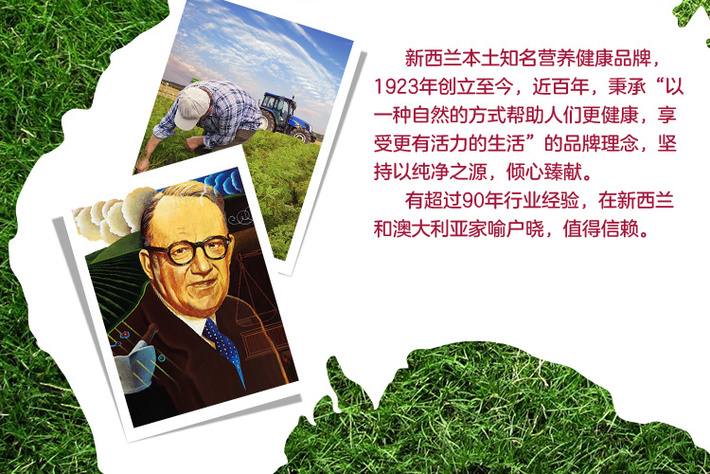 新西兰本土知名营养健康品牌，
1923年创立至今，近百年，秉承“以
一种自然的方式帮助人们更健康，享
受更有活力的生活”的品牌理念，坚
持以纯净之源，倾心臻献。
有超过90年行业经验，在新西兰
和澳大利亚家喻户晓，值得信赖。